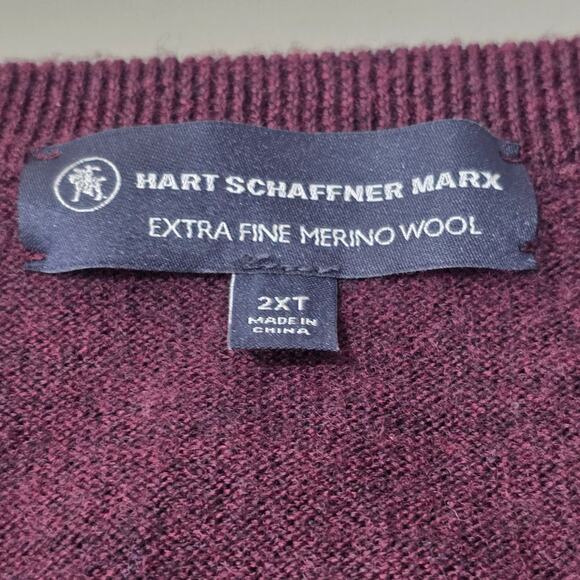 HART SCHAFFNER MARX
EXTRA FINE MERINO WOOL
2XT
MADE IN
CHINA